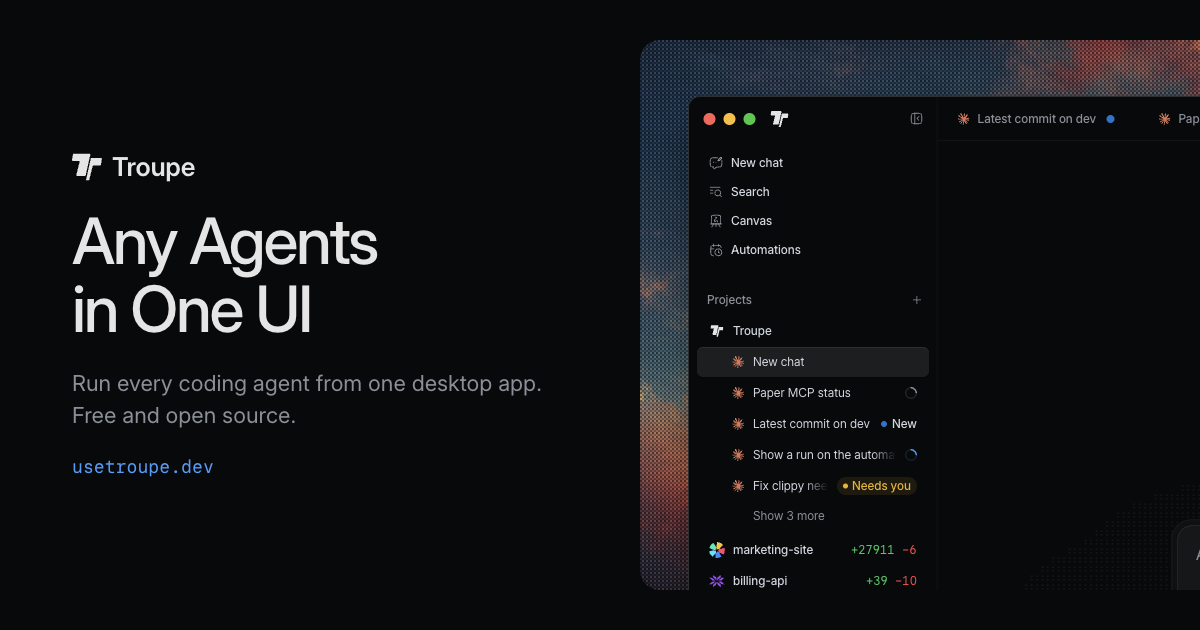 Troupe
Any Agents
in One UI
Run every coding agent from one desktop app.
Free and open source.
usetroupe.dev
Latest commit on dev
New chat
Search
Canvas
Automations
Projects
Troupe
New chat
Paper MCP status
Latest commit on dev New
Show a run on the automa
Fix clippy nee Needs you
Show 3 more
marketing-site +27911 −6
billing-api +39 −10